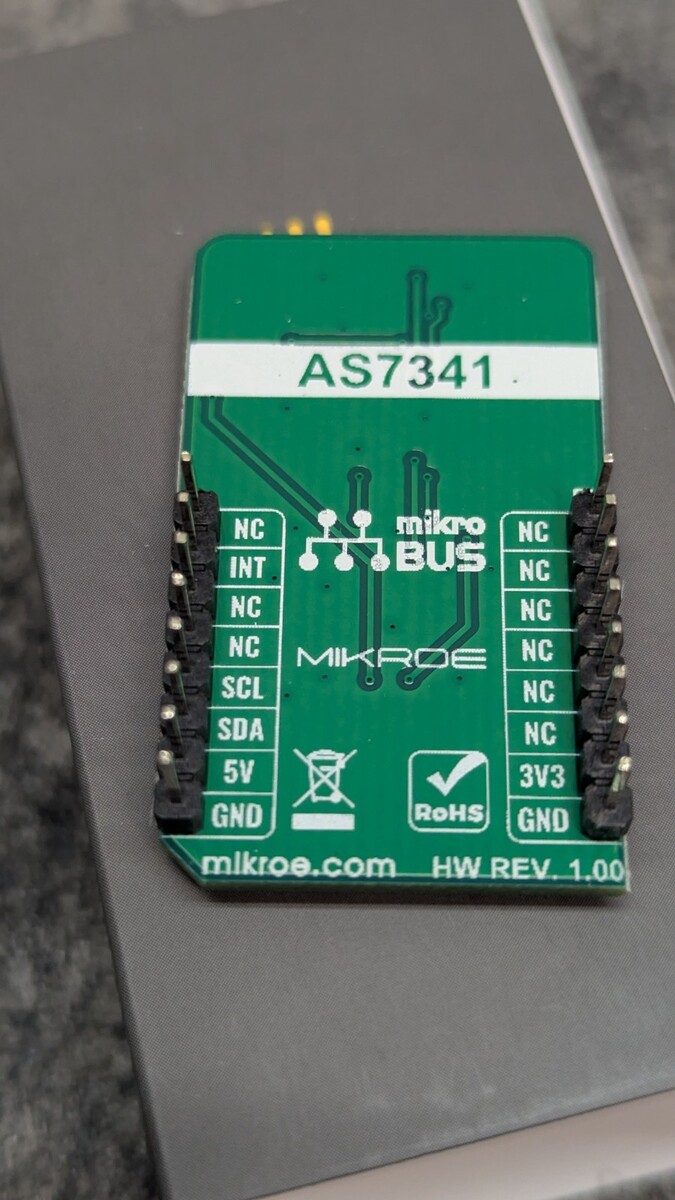 AS7341
mikro
BUS
MIKROE
NC
INT
NC
NC
SCL
SDA
5V
GND
NC
NC
NC
NC
NC
NC
3V3
GND
RoHS
mikroe.com
HW REV. 1.00